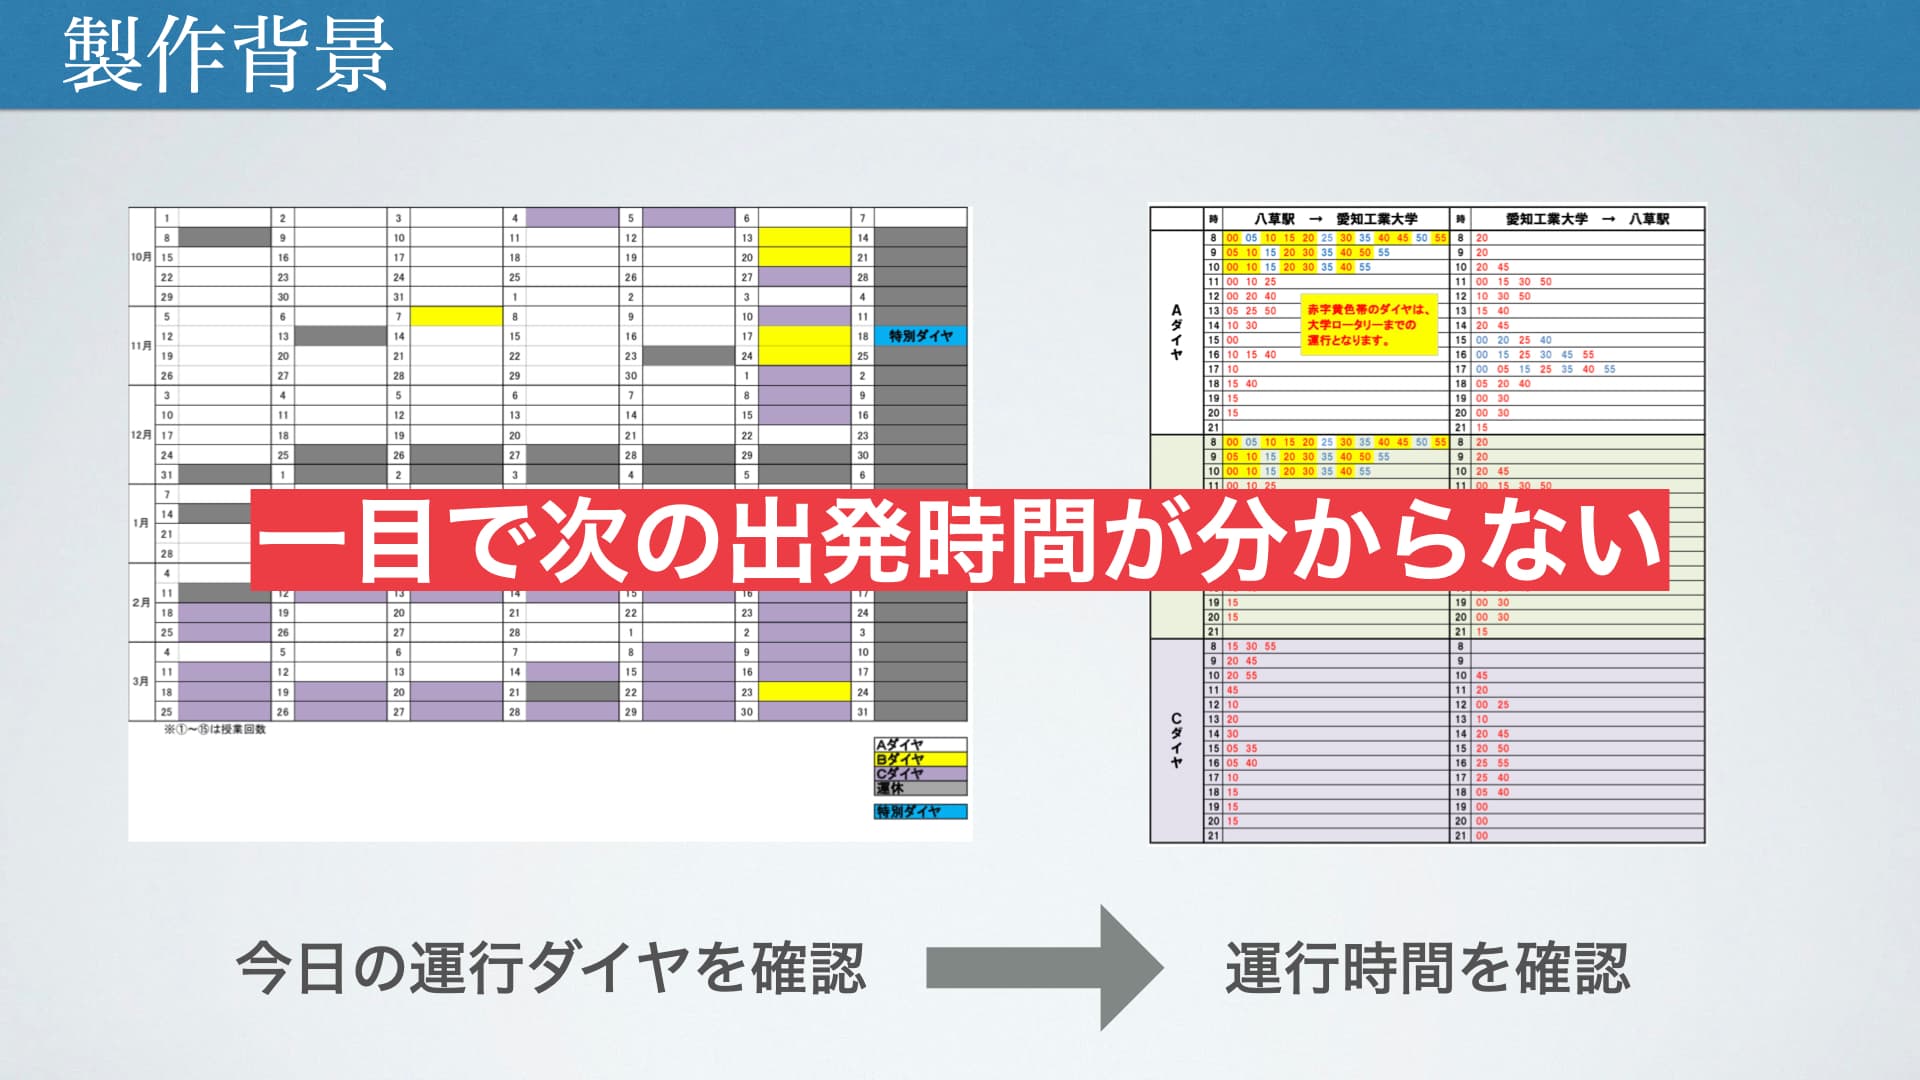 製作背景
1 2 3 4 5 6 7
8 9 10 11 12 13 14
10月 15 16 17 18 19 20 21
22 23 24 25 26 27 28
29 30 31 1 2 3 4
5 6 7 8 9 10 11
11月 12 13 14 15 16 17 18 特別ダイヤ
19 20 21 22 23 24 25
26 27 28 29 30 1 2
3 4 5 6 7 8 9
10 11 12 13 14 15 16
12月 17 18 19 20 21 22 23
24 25 26 27 28 29 30
31 1 2 3 4 5 6
7
1月 14
21
28
4
2月 11 12 13 14 15 16 17
18 19 20 21 22 23 24
25 26 27 28 1 2 3
4 5 6 7 8 9 10
3月 11 12 13 14 15 16 17
18 19 20 21 22 23 24
25 26 27 28 29 30 31
※①～⑮は授業回数
Aダイヤ
Bダイヤ
Cダイヤ
運休
特別ダイヤ
時 八草駅 → 愛知工業大学 時 愛知工業大学 → 八草駅
Aダイヤ
8 00 05 10 15 20 25 30 35 40 45 50 55 8 20
9 05 10 15 20 30 35 40 50 55 9 20
10 00 10 15 20 30 35 40 55 10 20 45
11 00 10 25 11 00 15 30 50
12 00 20 40 12 10 30 50
13 05 25 50 13 15 40
14 10 30 14 20 45
15 00 15 00 20 25 40
16 10 15 40 16 00 15 25 30 45 55
17 10 17 00 05 15 25 35 40 55
18 15 40 18 05 20 40
19 15 19 00 30
20 15 20 00 30
21 21 15
赤字黄色帯のダイヤは、
大学ロータリーまでの
運行となります。
8 00 05 10 15 20 25 30 35 40 45 50 55 8 20
9 05 10 15 20 30 35 40 50 55 9 20
10 00 10 15 20 30 35 40 55 10 20 45
11 00 10 25 11 00 15 30 50
19 15 19 00 30
20 15 20 00 30
21 21 15
Cダイヤ
8 15 30 55 8
9 20 45 9
10 20 55 10 45
11 45 11 20
12 10 12 00 25
13 20 13 10
14 30 14 20 45
15 05 35 15 20 50
16 05 40 16 25 55
17 10 17 25 40
18 15 18 05 40
19 15 19 00
20 15 20 00
21 21 00
一目で次の出発時間が分からない
今日の運行ダイヤを確認
運行時間を確認